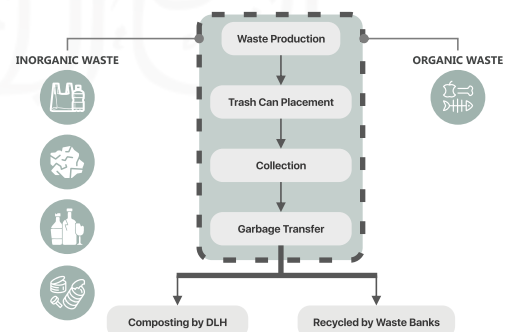 Waste Production
INORGANIC WASTE
ORGANIC WASTE
Trash Can Placement
Collection
Garbage Transfer
Composting by DLH
Recycled by Waste Banks